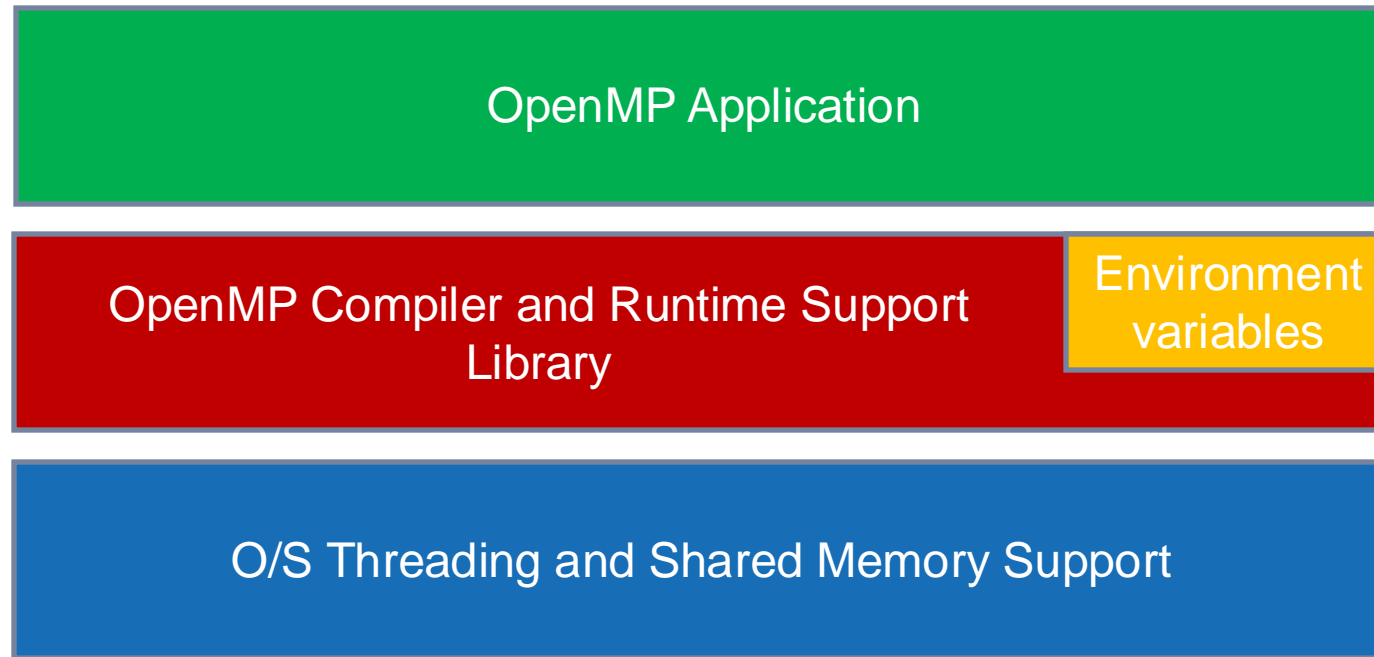 OpenMP Application
OpenMP Compiler and Runtime Support
Library
Environment
variables
O/S Threading and Shared Memory Support